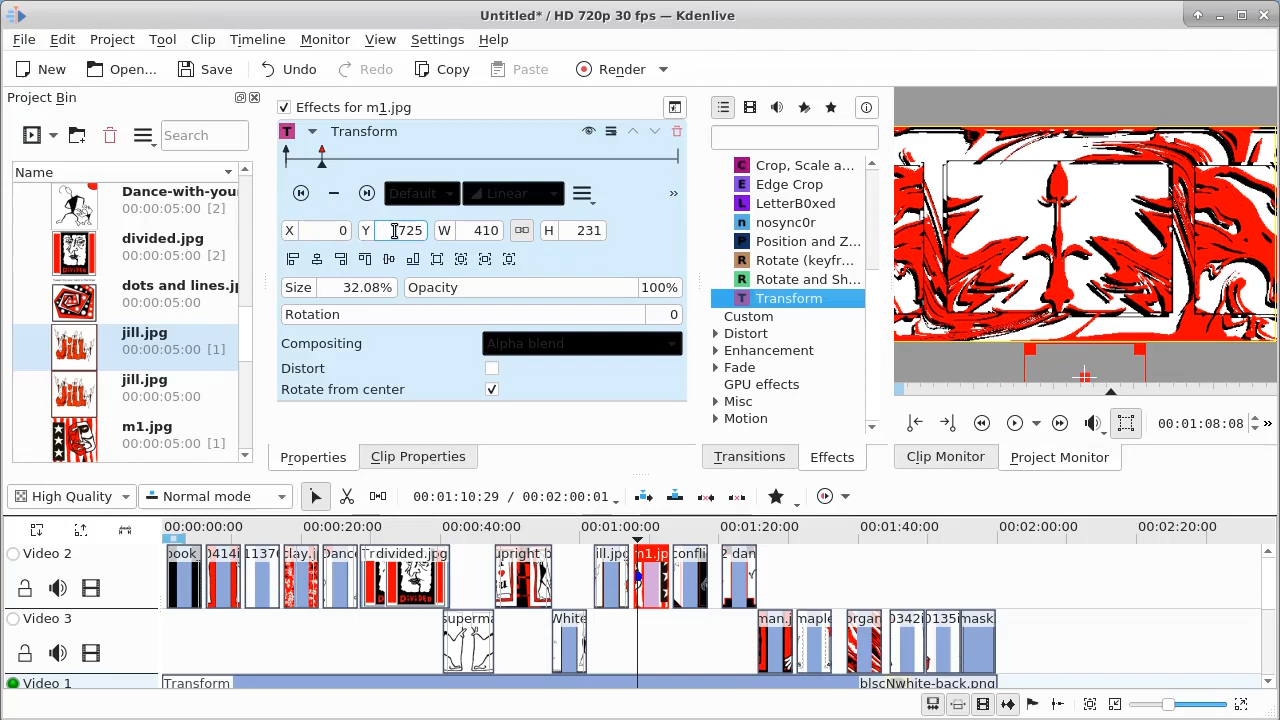 Untitled* / HD 720p 30 fps — Kdenlive
File Edit Project Tool Clip Timeline Monitor View Settings Help
New Open... Save Undo Redo Copy Paste Render
Project Bin
Search
Name
Dance-with-you
00:00:05:00 [2]
divided.jpg
00:00:05:00 [2]
dots and lines.j
00:00:05:00
jill.jpg
00:00:05:00 [1]
jill.jpg
00:00:05:00
m1.jpg
00:00:05:00 [1]
Effects for m1.jpg
T Transform
Default Linear »
X 0 Y 725 W 410 H 231
Size 32.08% Opacity 100%
Rotation 0
Compositing Alpha blend
Distort
Rotate from center
Properties Clip Properties
C Crop, Scale a...
E Edge Crop
L LetterB0xed
n nosync0r
P Position and Z...
R Rotate (keyfr...
R Rotate and Sh...
T Transform
Custom
Distort
Enhancement
Fade
GPU effects
Misc
Motion
Transitions Effects
00:01:08:08 »
Clip Monitor Project Monitor
High Quality Normal mode 00:01:10:29 / 00:02:00:01
00:00:00:00 00:00:20:00 00:00:40:00 00:01:00:00 00:01:20:00 00:01:40:00 00:02:00:00 00:02:20:00
Video 2
divided.jpg
Video 3
Video 1
Transform
blscNwhite-back.png